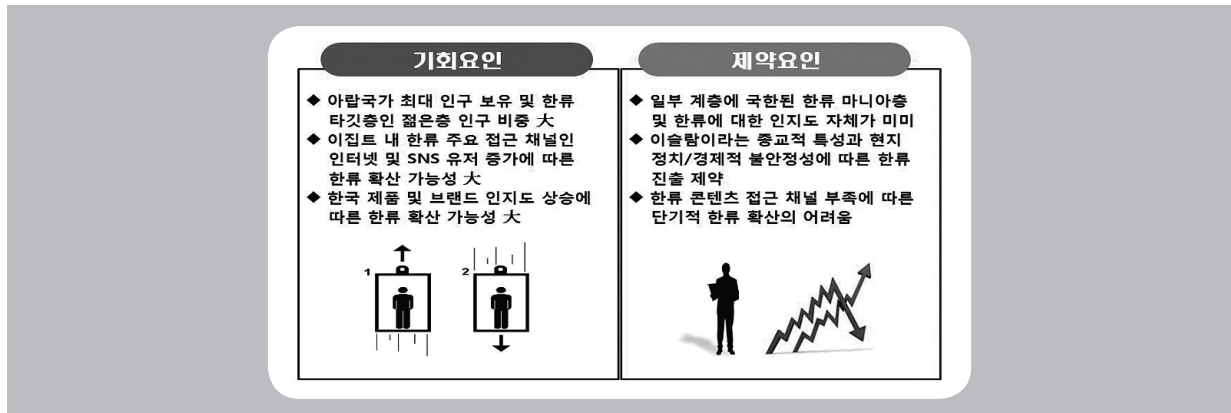 기회요인
◆ 아랍국가 최대 인구 보유 및 한류
타깃층인 젊은층 인구 비중 大
◆ 이집트 내 한류 주요 접근 채널인
인터넷 및 SNS 유저 증가에 따른
한류 확산 가능성 大
◆ 한국 제품 및 브랜드 인지도 상승에
따른 한류 확산 가능성 大
1
2
제약요인
◆ 일부 계층에 국한된 한류 마니아층
및 한류에 대한 인지도 자체가 미미
◆ 이슬람이라는 종교적 특성과 현지
정치/경제적 불안정성에 따른 한류
진출 제약
◆ 한류 콘텐츠 접근 채널 부족에 따른
단기적 한류 확산의 어려움